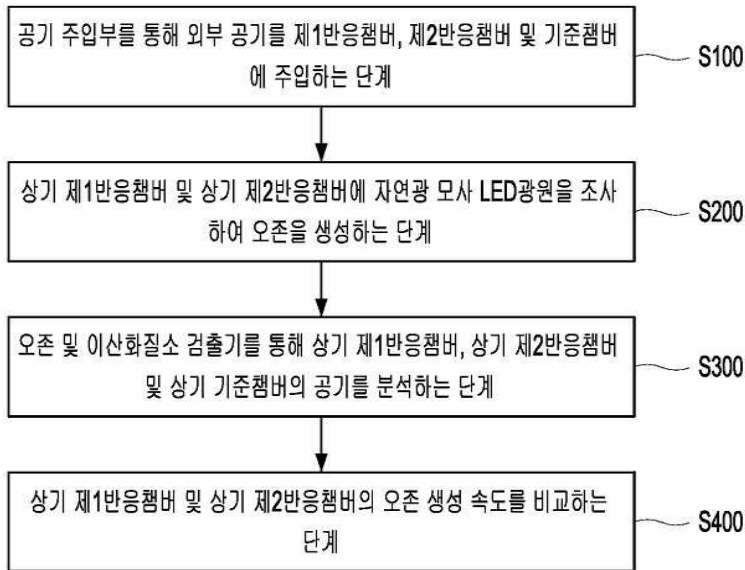 공기 주입부를 통해 외부 공기를 제1반응챔버, 제2반응챔버 및 기준챔버
에 주입하는 단계
S100
상기 제1반응챔버 및 상기 제2반응챔버에 자연광 모사 LED광원을 조사
하여 오존을 생성하는 단계
S200
오존 및 이산화질소 검출기를 통해 상기 제1반응챔버, 상기 제2반응챔버
및 상기 기준챔버의 공기를 분석하는 단계
S300
상기 제1반응챔버 및 상기 제2반응챔버의 오존 생성 속도를 비교하는
단계
S400